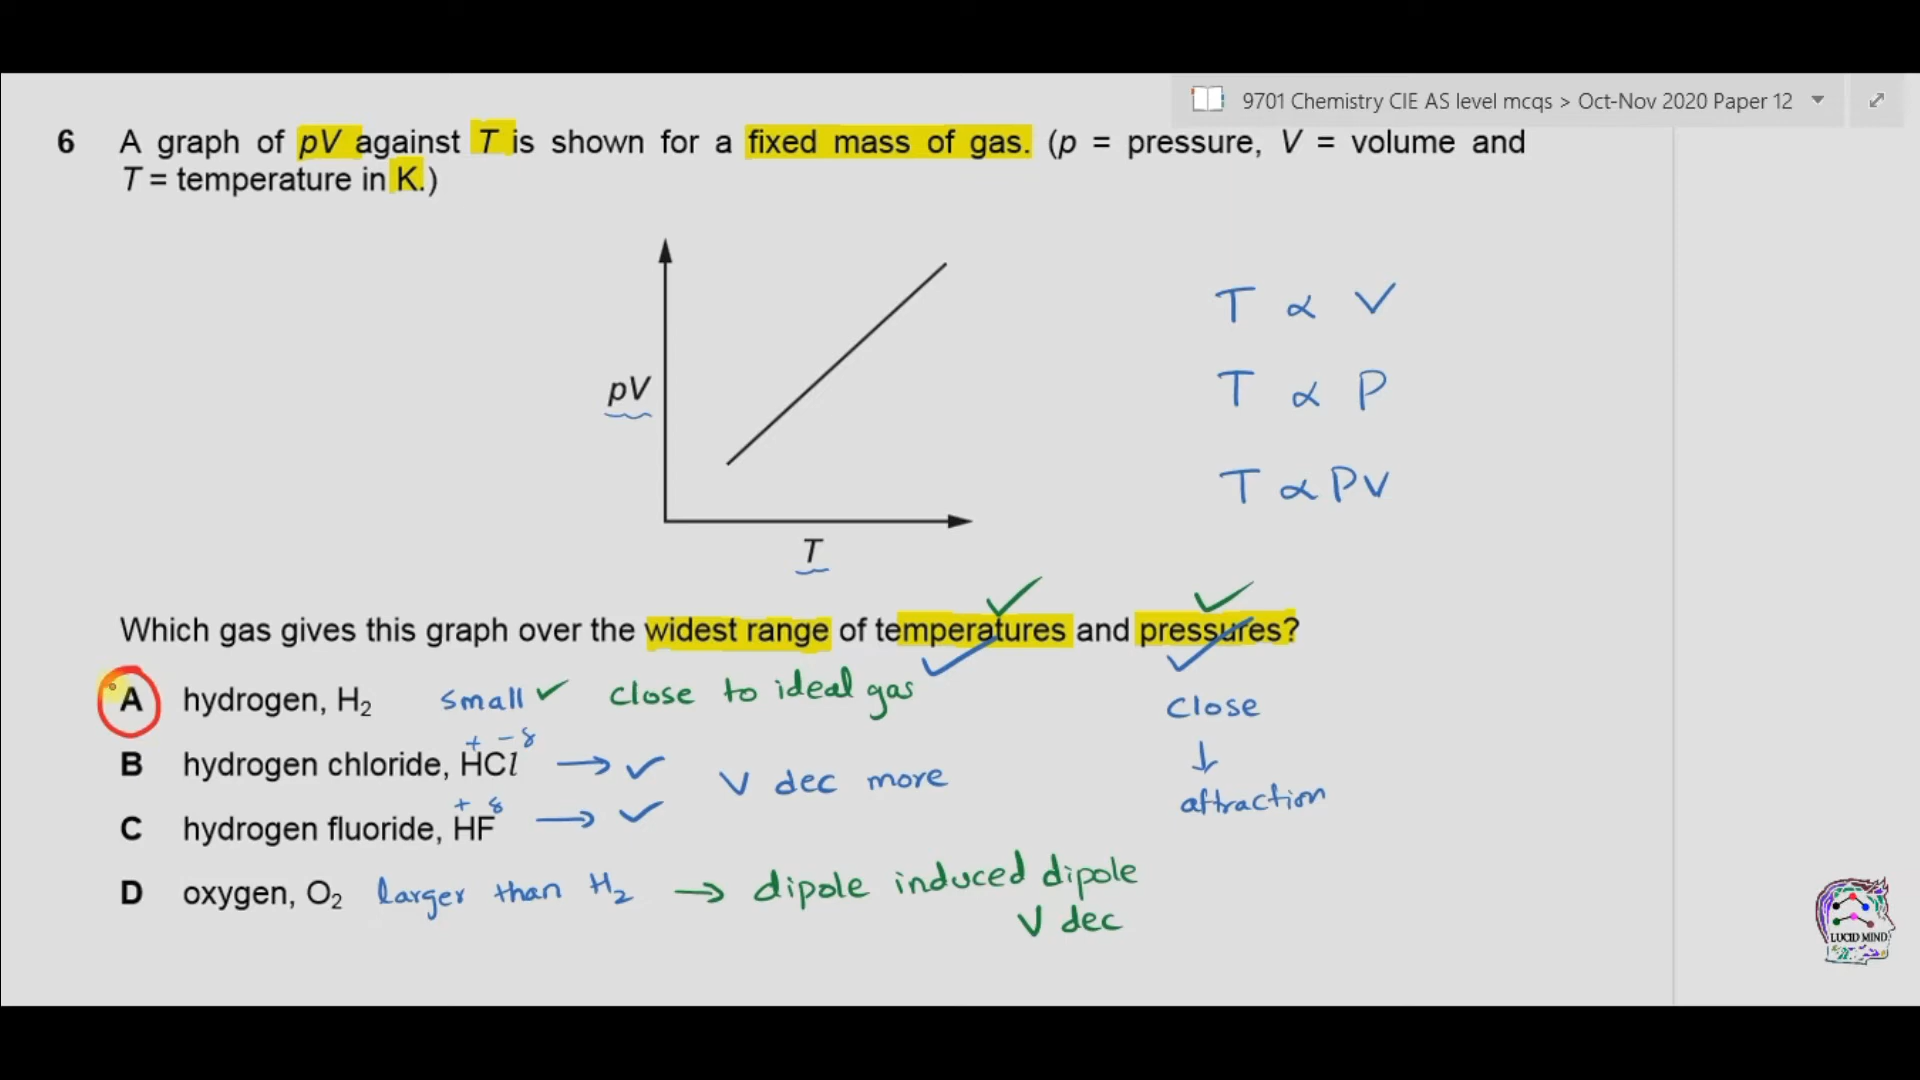 9701 Chemistry CIE AS level mcqs > Oct-Nov 2020 Paper 12
6 A graph of pV against T is shown for a fixed mass of gas. (p = pressure, V = volume and
T = temperature in K.)
T ∝ V
T ∝ P
pV
T ∝ PV
T
Which gas gives this graph over the widest range of temperatures and pressures?
A hydrogen, H₂ small ✓ close to ideal gas
close
↓
attraction
+ -δ
B hydrogen chloride, HCl → ✓ V dec more
+ δ
C hydrogen fluoride, HF → ✓
D oxygen, O₂ larger than H₂ → dipole induced dipole
V dec
LUCID MIND